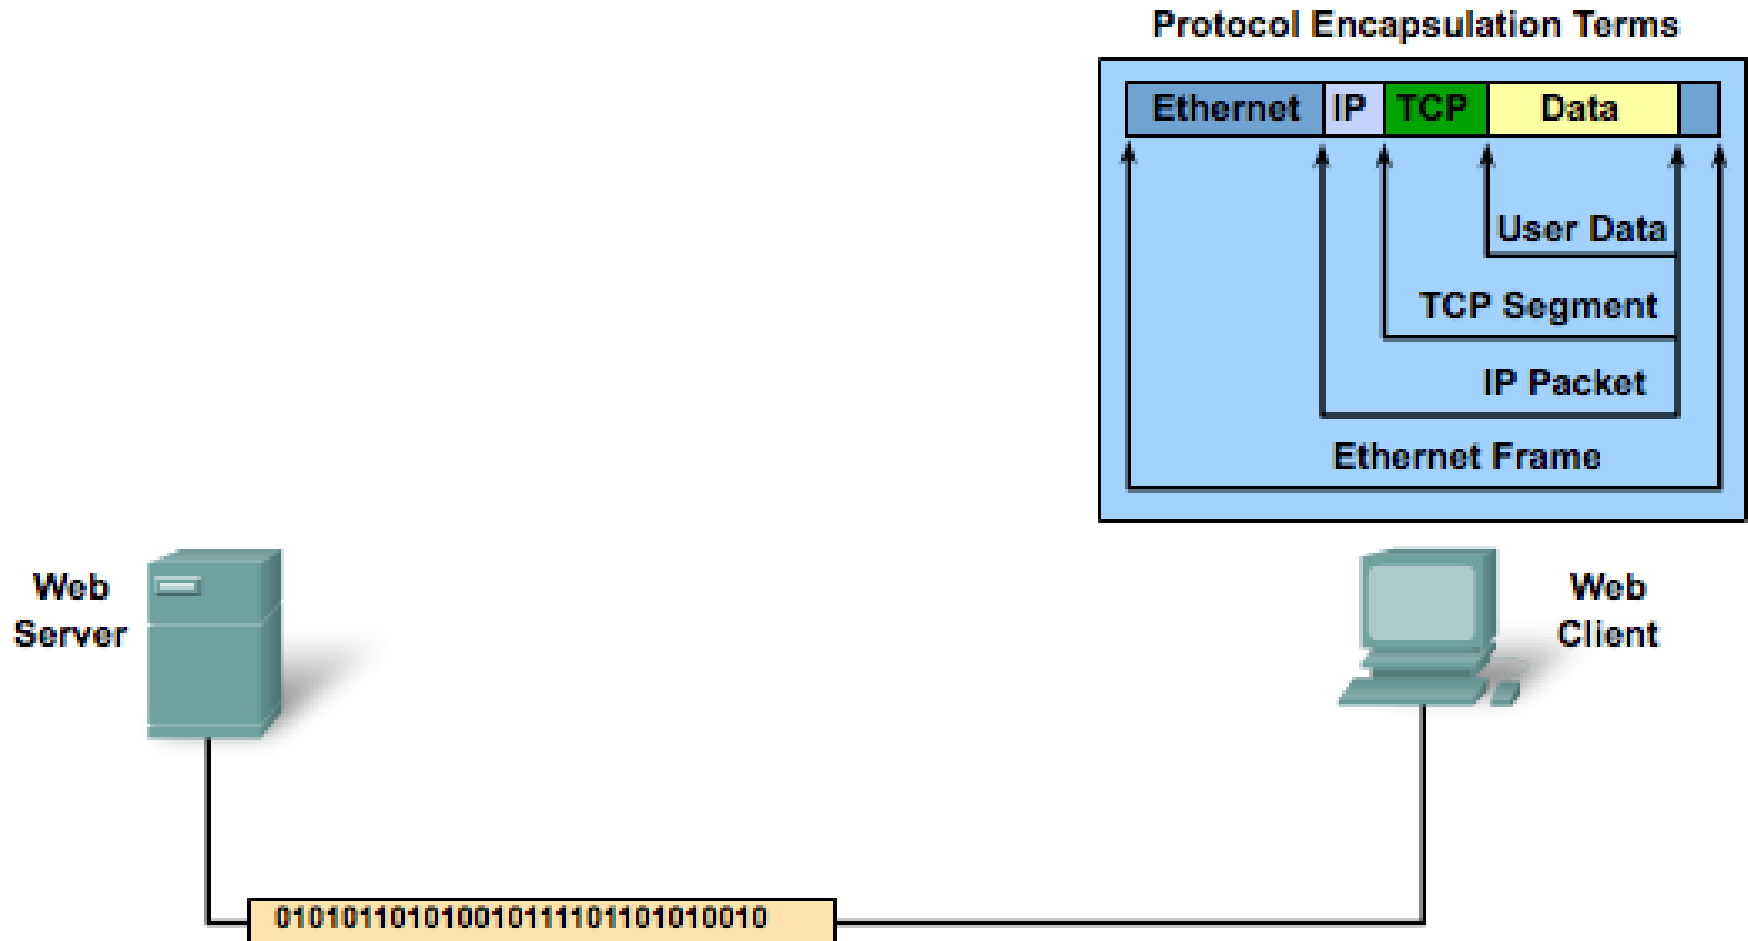 Protocol Encapsulation Terms
Ethernet IP TCP Data
User Data
TCP Segment
IP Packet
Ethernet Frame
Web
Server
Web
Client
010101101010010111101101010010